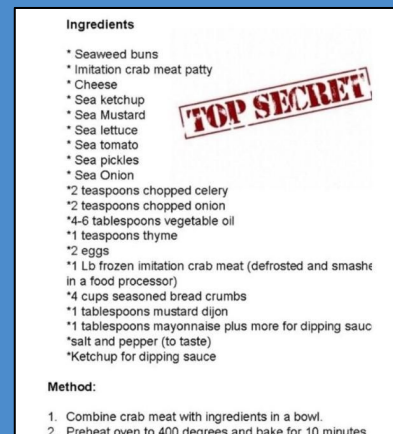 Ingredients
* Seaweed buns
* Imitation crab meat patty
* Cheese
* Sea ketchup
* Sea Mustard
* Sea lettuce
* Sea tomato
* Sea pickles
* Sea Onion
TOP SECRET
*2 teaspoons chopped celery
*2 teaspoons chopped onion
*4-6 tablespoons vegetable oil
*1 teaspoons thyme
*2 eggs
*1 Lb frozen imitation crab meat (defrosted and smashe
in a food processor)
*4 cups seasoned bread crumbs
*1 tablespoons mustard dijon
*1 tablespoons mayonnaise plus more for dipping sauc
*salt and pepper (to taste)
*Ketchup for dipping sauce
Method:
1. Combine crab meat with ingredients in a bowl.
2. Preheat oven to 400 degrees and bake for 10 minutes